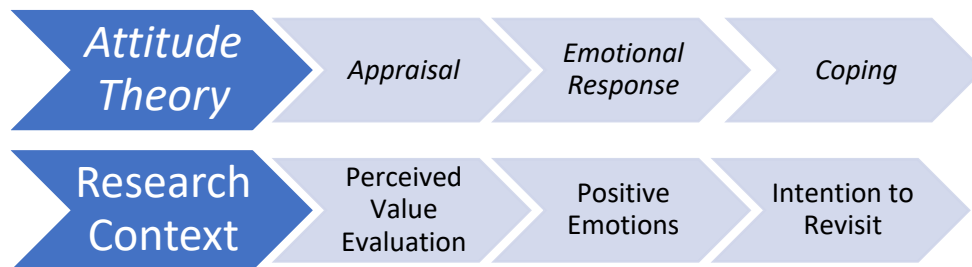 Attitude
Theory
Appraisal
Emotional
Response
Coping
Research
Context
Perceived
Value
Evaluation
Positive
Emotions
Intention to
Revisit